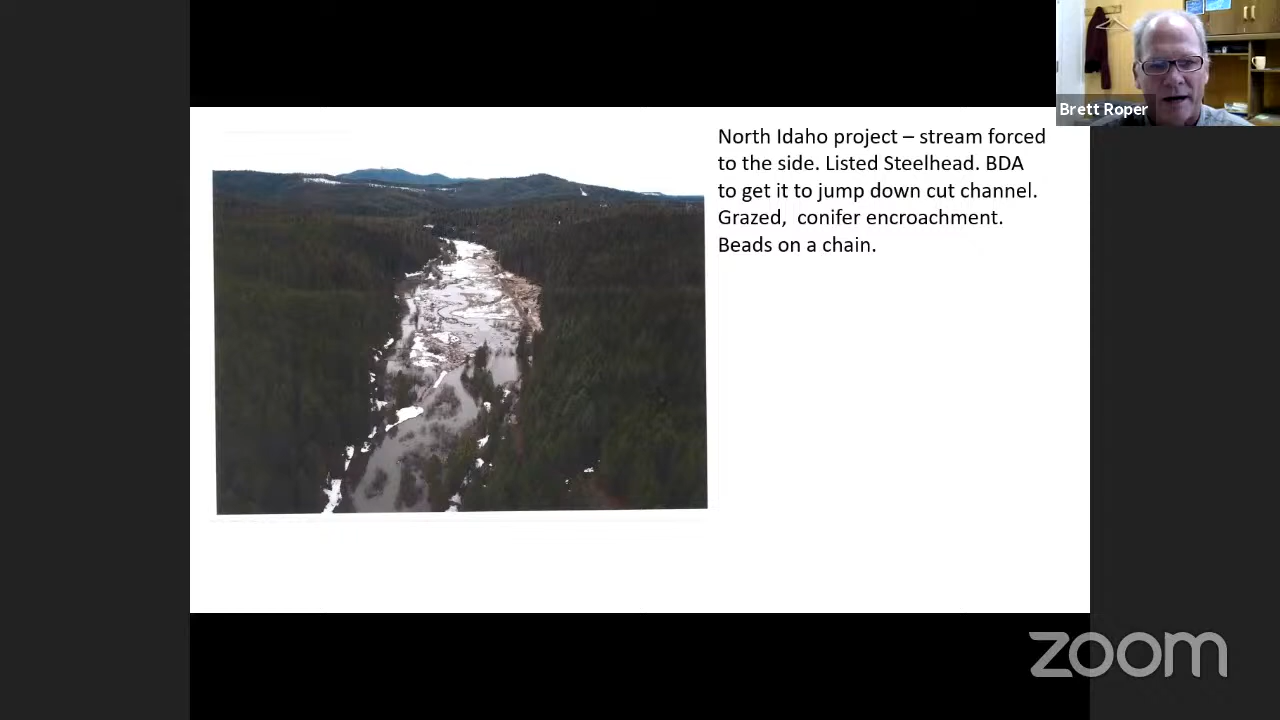 Brett Roper
North Idaho project – stream forced
to the side. Listed Steelhead. BDA
to get it to jump down cut channel.
Grazed,  conifer encroachment.
Beads on a chain.
zoom